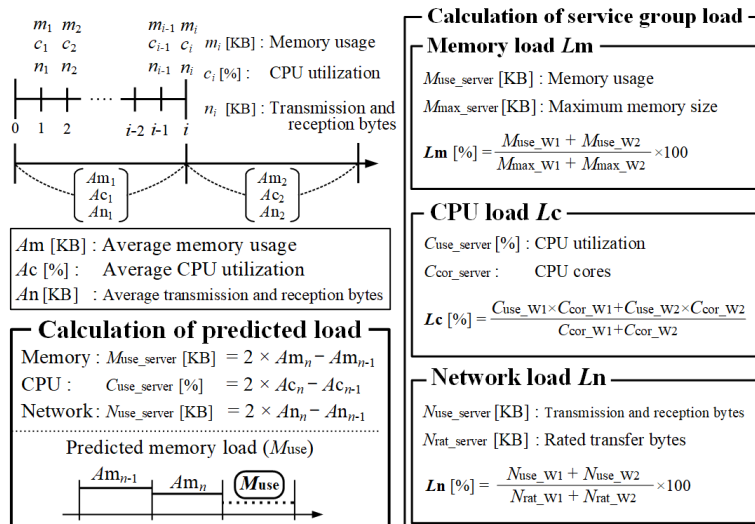 m1 m2 mi-1 mi
c1 c2 ci-1 ci
n1 n2 ni-1 ni
mi [KB] : Memory usage
ci [%] : CPU utilization
ni [KB] : Transmission and
reception bytes
0 1 2 ‥‥ i-2 i-1 i
Am1 Am2
Ac1 Ac2
An1 An2
Am [KB] : Average memory usage
Ac [%] : Average CPU utilization
An [KB] : Average transmission and reception bytes
Calculation of predicted load
Memory : Muse_server [KB] = 2 × Amn − Amn-1
CPU : Cuse_server [%] = 2 × Acn − Acn-1
Network : Nuse_server [KB] = 2 × Ann − Ann-1
Predicted memory load (Muse)
Amn-1 Amn Muse
Calculation of service group load
Memory load Lm
Muse_server [KB] : Memory usage
Mmax_server [KB] : Maximum memory size
Lm [%] = (Muse_W1 + Muse_W2) / (Mmax_W1 + Mmax_W2) ×100
CPU load Lc
Cuse_server [%] : CPU utilization
Ccor_server : CPU cores
Lc [%] = (Cuse_W1×Ccor_W1+Cuse_W2×Ccor_W2) / (Ccor_W1+Ccor_W2)
Network load Ln
Nuse_server [KB] : Transmission and reception bytes
Nrat_server [KB] : Rated transfer bytes
Ln [%] = (Nuse_W1 + Nuse_W2) / (Nrat_W1 + Nrat_W2) ×100